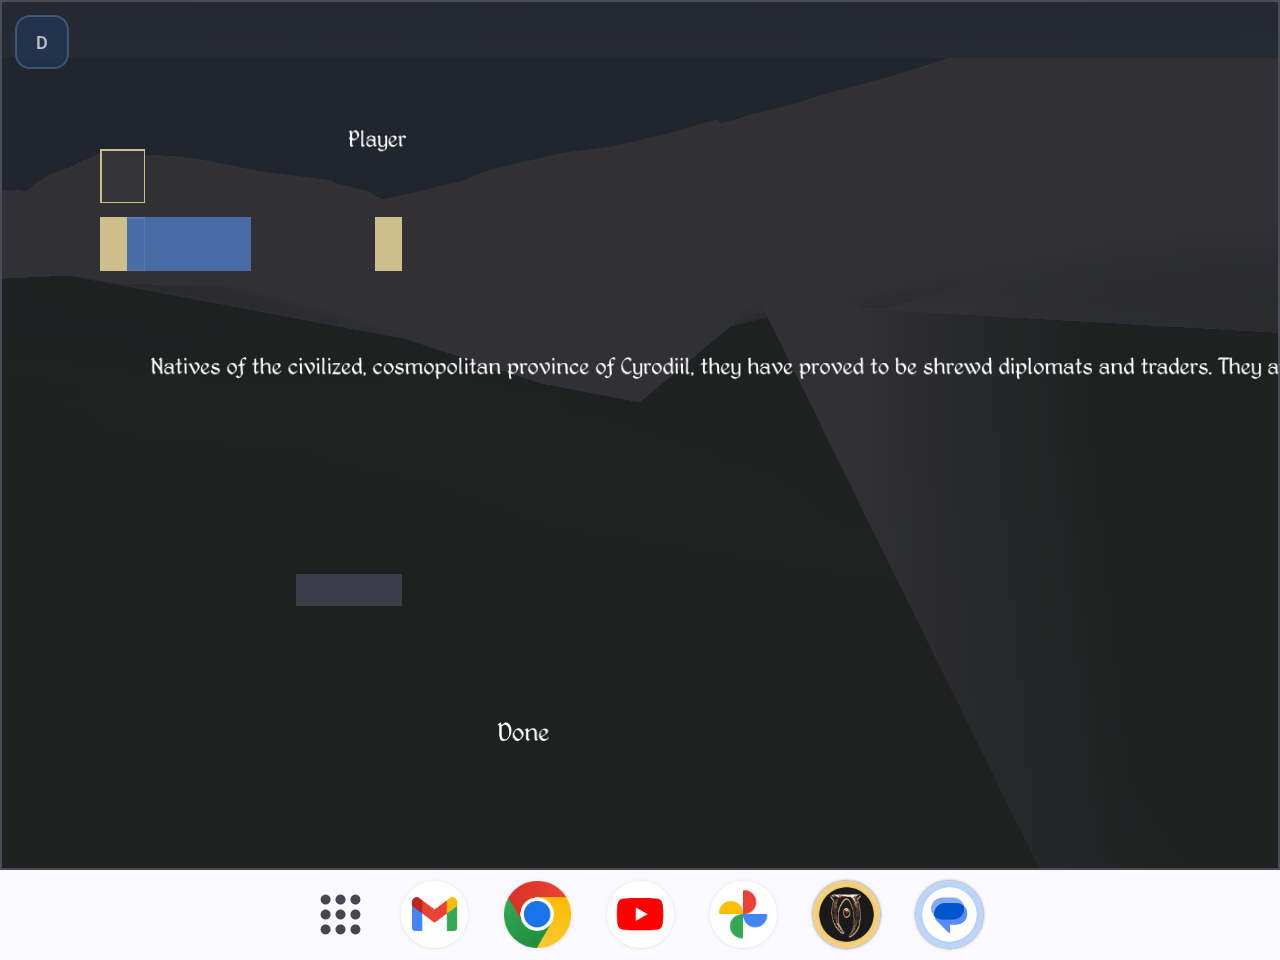 D
Player
Natives of the civilized, cosmopolitan province of Cyrodiil, they have proved to be shrewd diplomats and traders. They a
Done